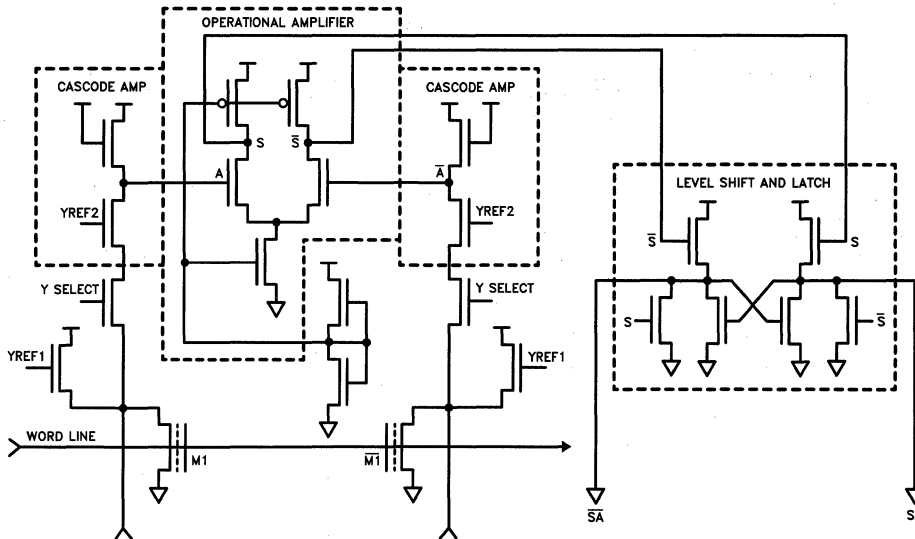 OPERATIONAL AMPLIFIER
CASCODE AMP
CASCODE AMP
S
S̅
A
A̅
YREF2
YREF2
LEVEL SHIFT AND LATCH
S̅
S
Y SELECT
Y SELECT
S
S̅
YREF1
YREF1
WORD LINE
M1
M̅1̅
S̅A̅